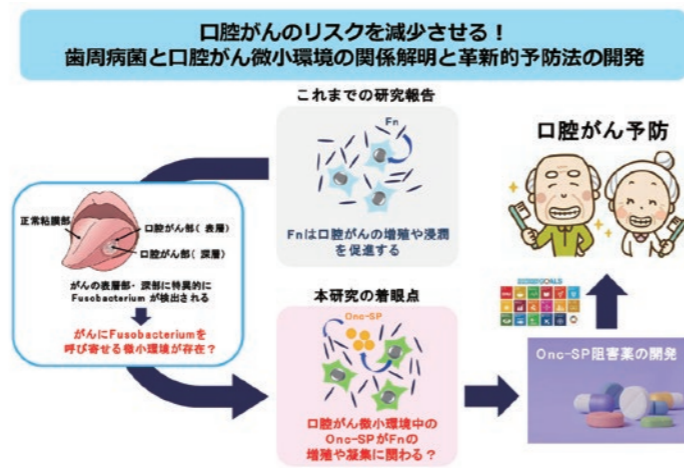 口腔がんのリスクを減少させる！
歯周病菌と口腔がん微小環境の関係解明と革新的予防法の開発
これまでの研究報告
Fn
Fnは口腔がんの増殖や浸潤
を促進する
正常粘膜部
口腔がん部（表層）
口腔がん部（深層）
がんの表層部・深部に特異的に
Fusobacterium が検出される
がんにFusobacteriumを
呼び寄せる微小環境が存在？
本研究の着眼点
Onc-SP
口腔がん微小環境中の
Onc-SPがFnの
増殖や凝集に関わる？
口腔がん予防
Onc-SP阻害薬の開発